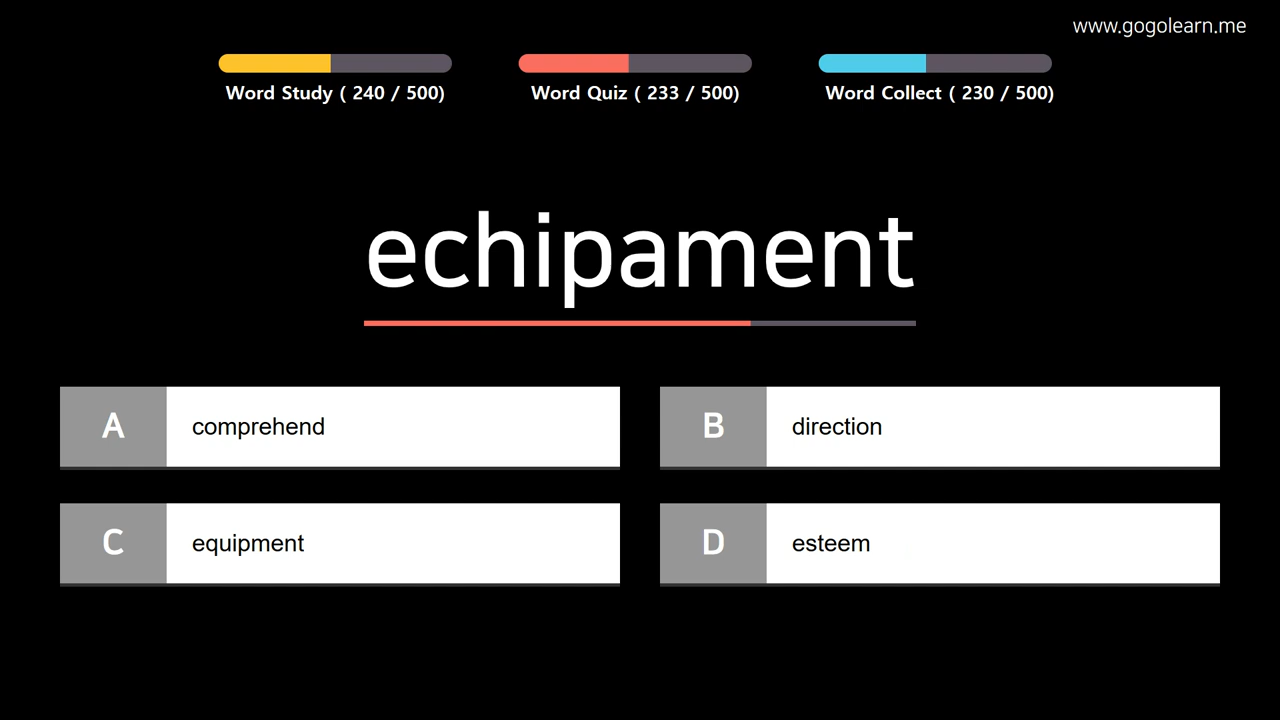 www.gogolearn.me
Word Study ( 240 / 500)
Word Quiz ( 233 / 500)
Word Collect ( 230 / 500)
echipament
A comprehend
B direction
C equipment
D esteem